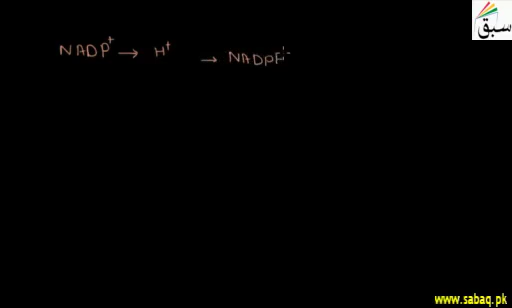 سبق
NADP⁺ → H⁺ → NADPH
www.sabaq.pk